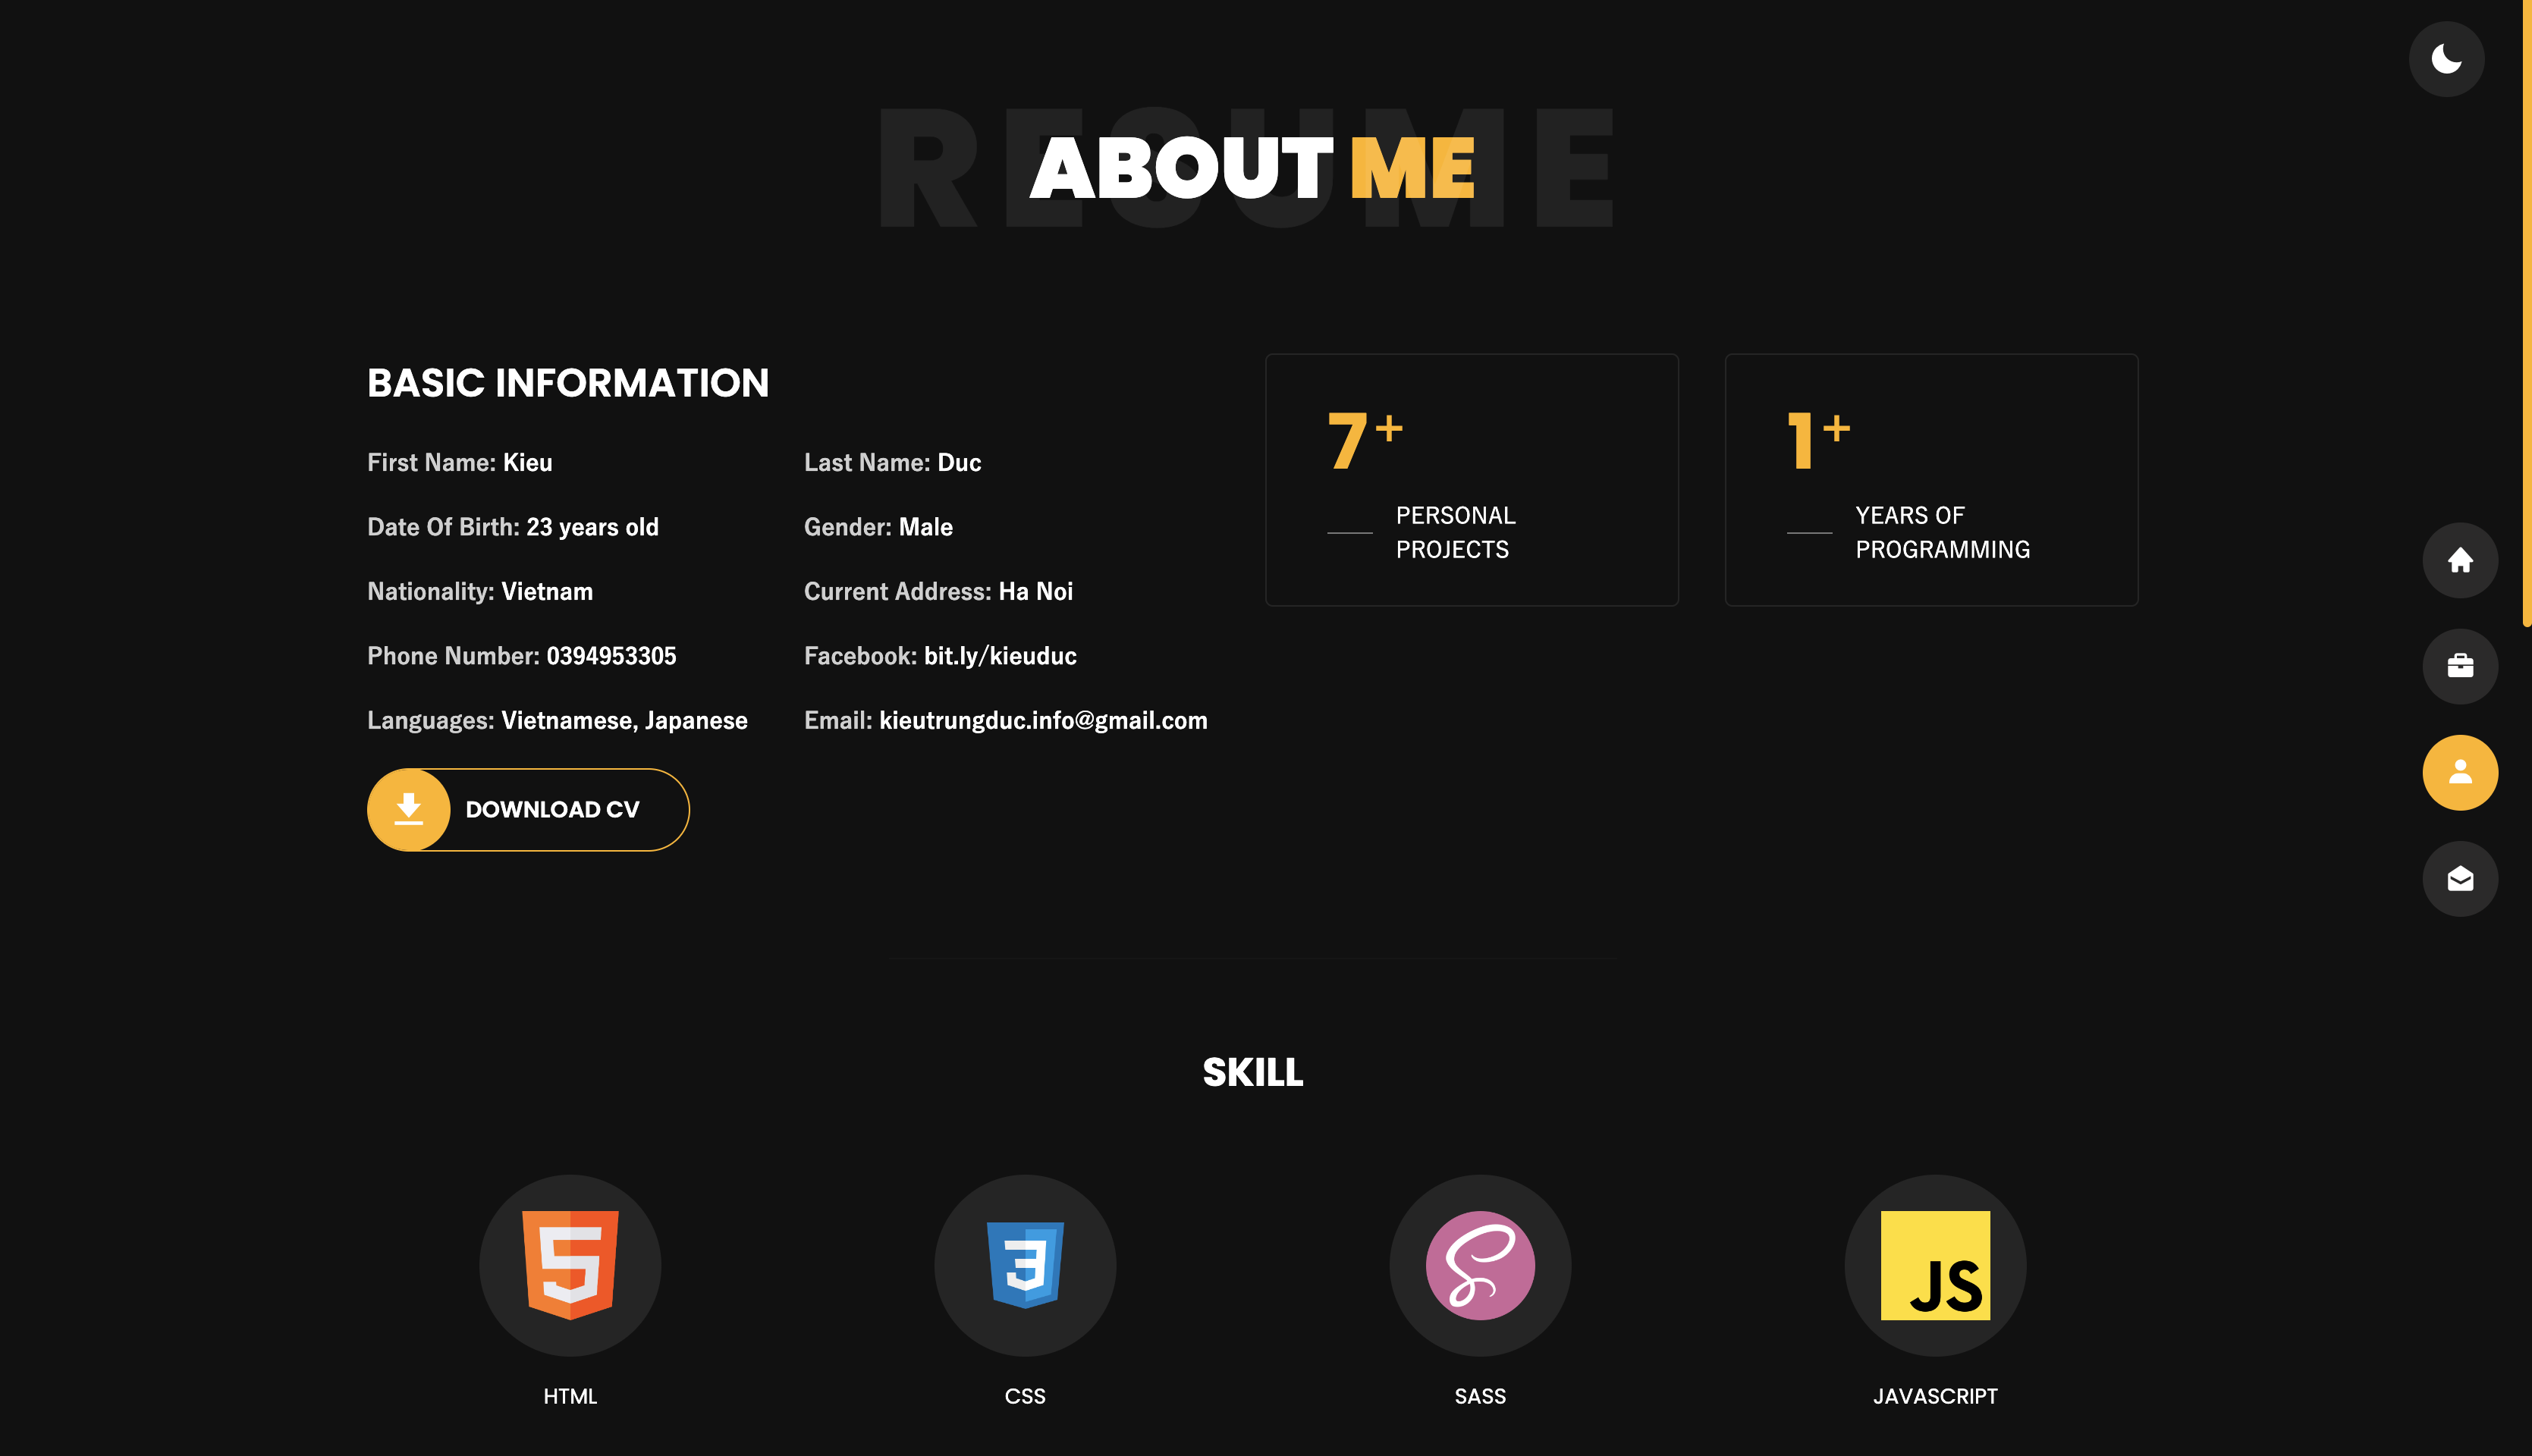 RESUME
ABOUT ME
BASIC INFORMATION
First Name: Kieu
Last Name: Duc
Date Of Birth: 23 years old
Gender: Male
Nationality: Vietnam
Current Address: Ha Noi
Phone Number: 0394953305
Facebook: bit.ly/kieuduc
Languages: Vietnamese, Japanese
Email: kieutrungduc.info@gmail.com
DOWNLOAD CV
7+
PERSONAL
PROJECTS
1+
YEARS OF
PROGRAMMING
SKILL
5
3
JS
HTML
CSS
SASS
JAVASCRIPT